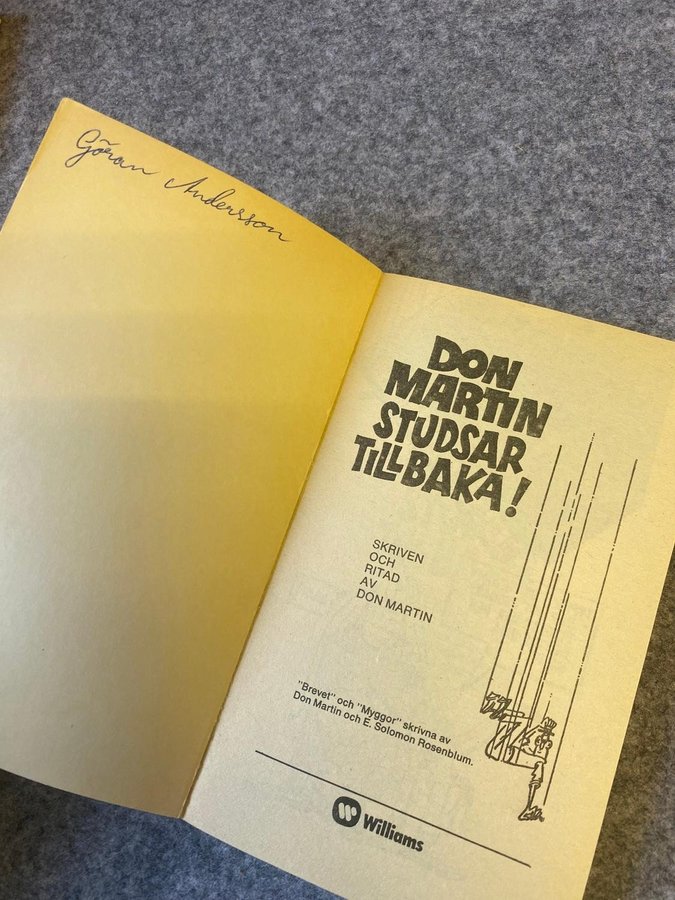 Göran Andersson
DON
MARTIN
STUDSAR
TILLBAKA!
SKRIVEN
OCH
RITAD
AV
DON MARTIN
"Brevet" och "Myggor" skrivna av
Don Martin och E. Solomon Rosenblum.
W Williams